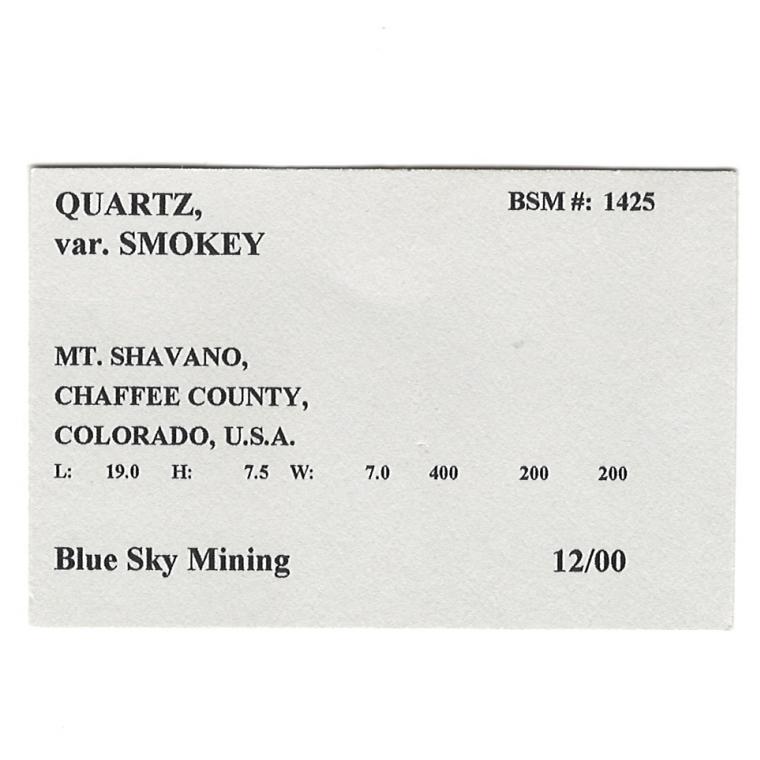 QUARTZ, BSM #: 1425
var. SMOKEY
MT. SHAVANO,
CHAFFEE COUNTY,
COLORADO, U.S.A.
L: 19.0 H: 7.5 W: 7.0 400 200 200
Blue Sky Mining 12/00